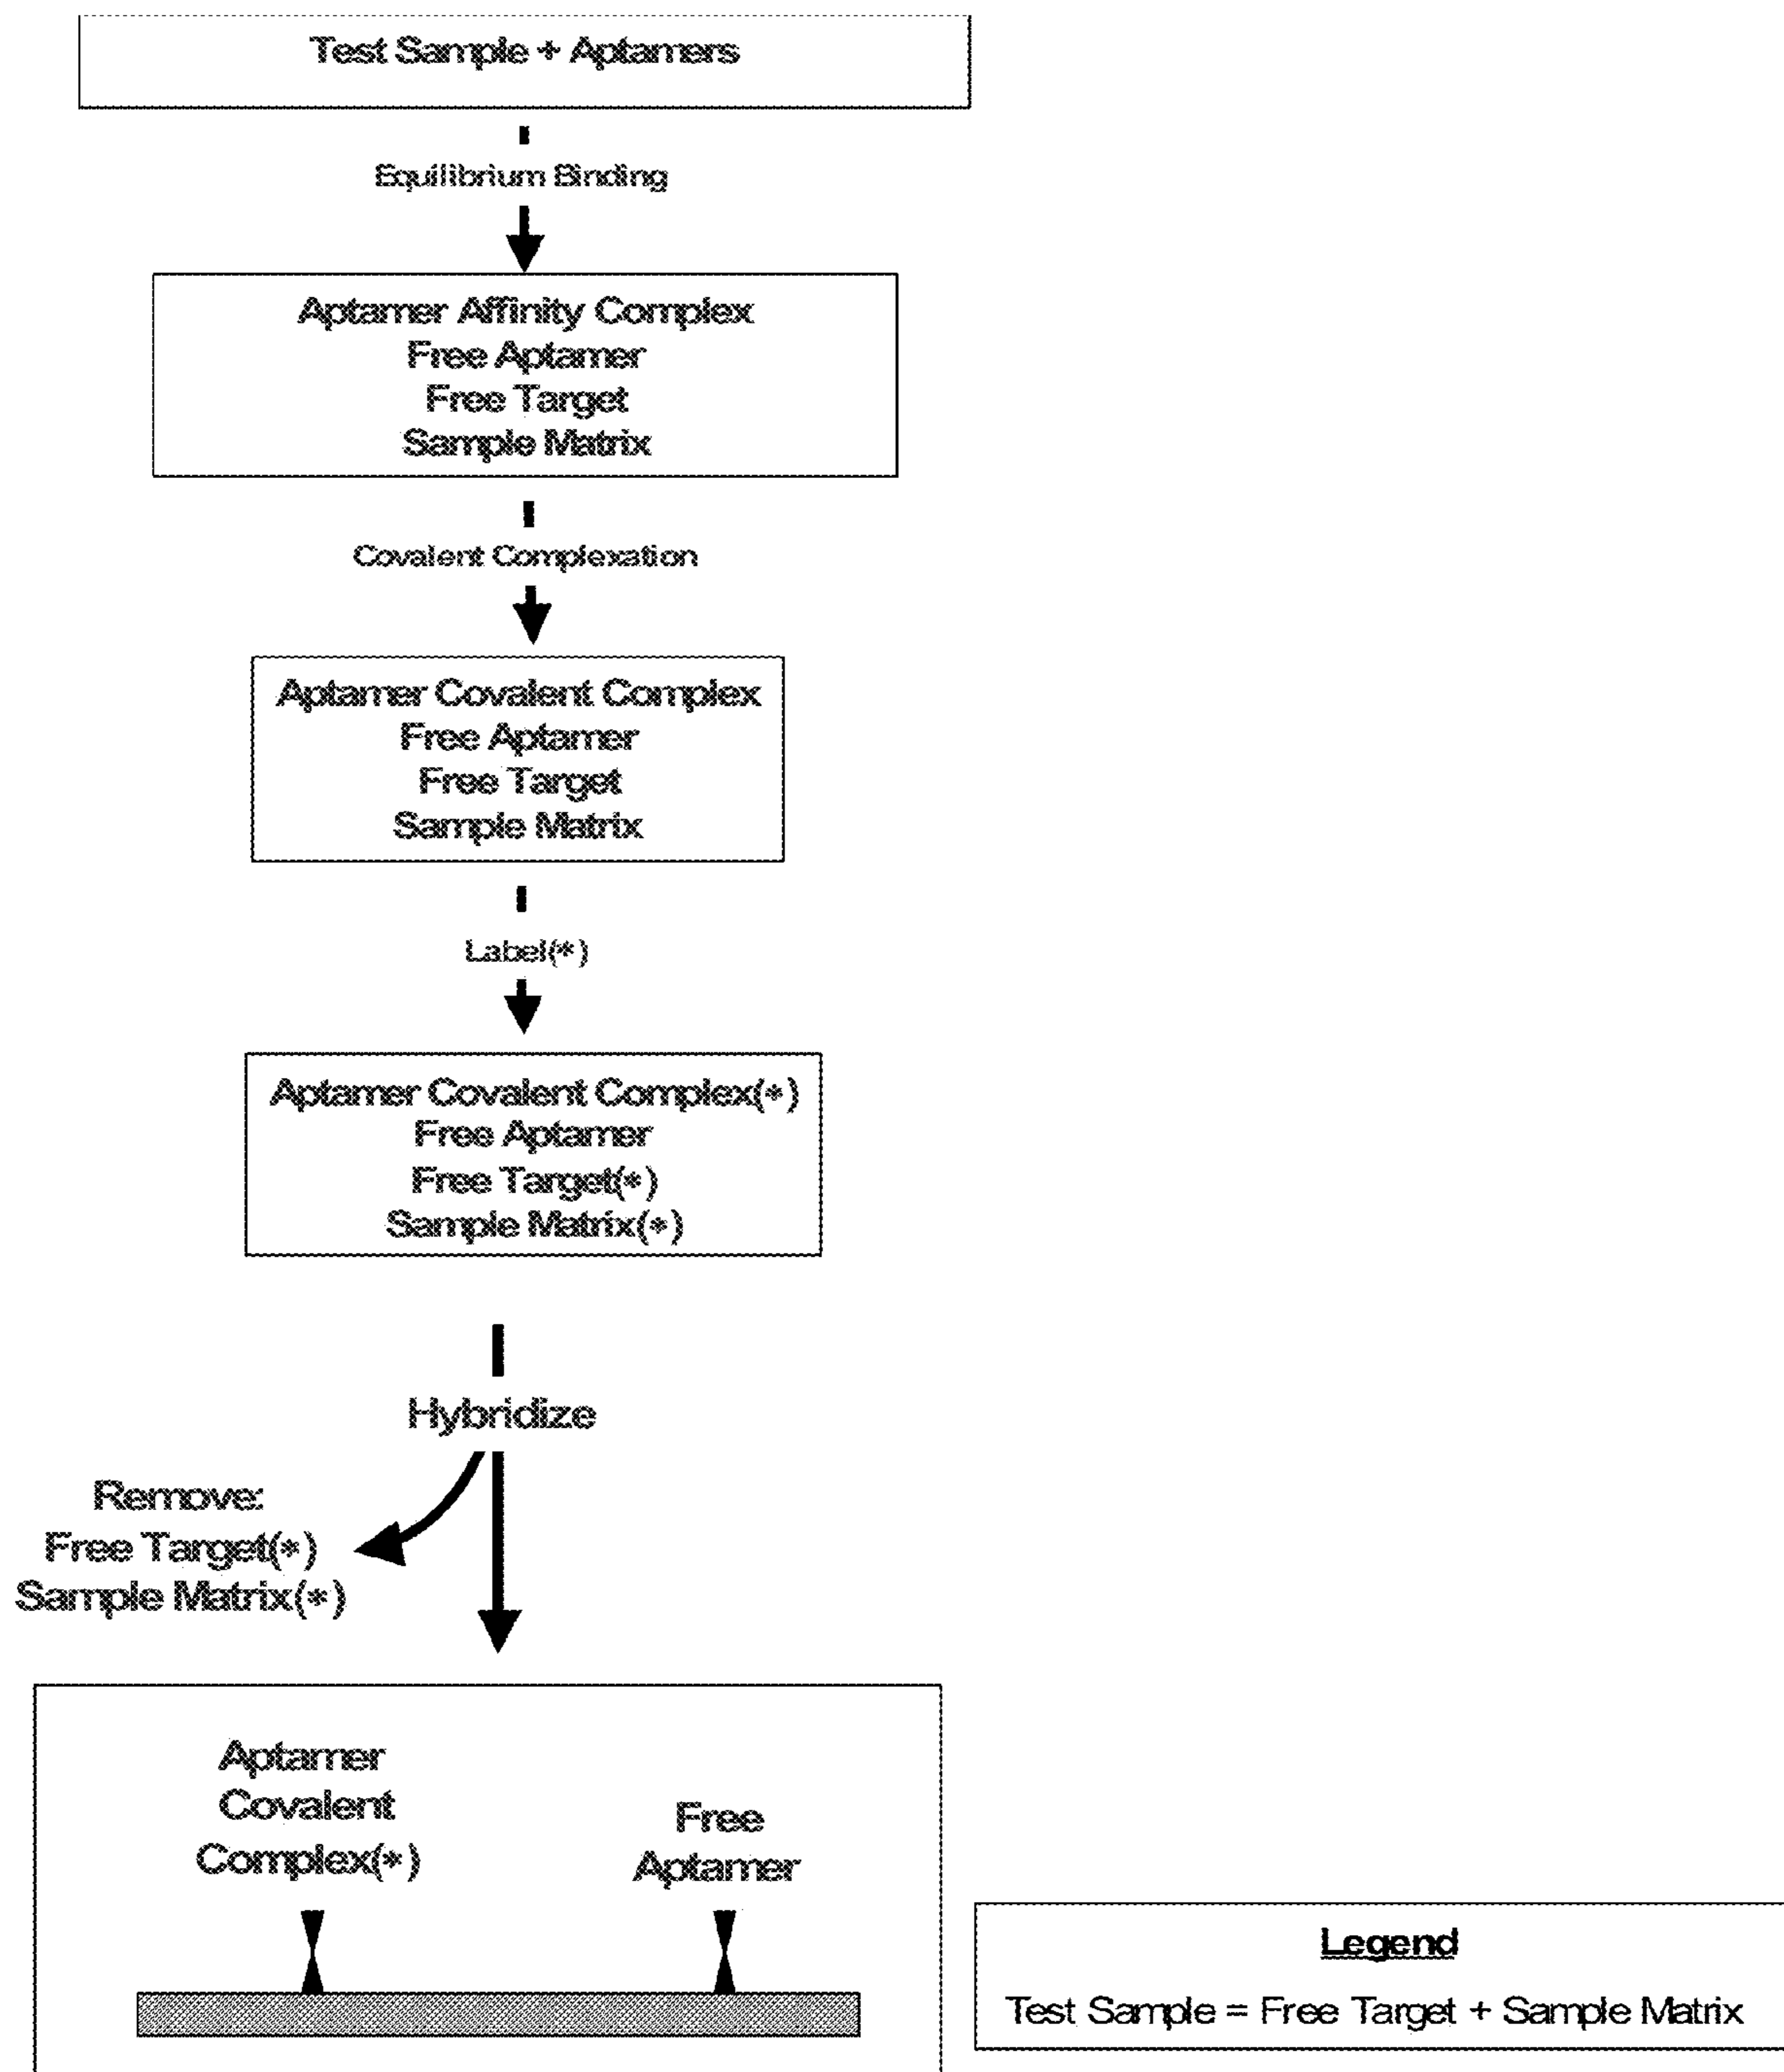 Test Sample + Aptamers
Equilibrium Binding
Aptamer Affinity Complex
Free Aptamer
Free Target
Sample Matrix
Covalent Complexation
Aptamer Covalent Complex
Free Aptamer
Free Target
Sample Matrix
Label(*)
Aptamer Covalent Complex(*)
Free Aptamer
Free Target(*)
Sample Matrix(*)
Hybridize
Remove:
Free Target(*)
Sample Matrix(*)
Aptamer
Covalent
Complex(*)
Free
Aptamer
Legend
Test Sample = Free Target + Sample Matrix